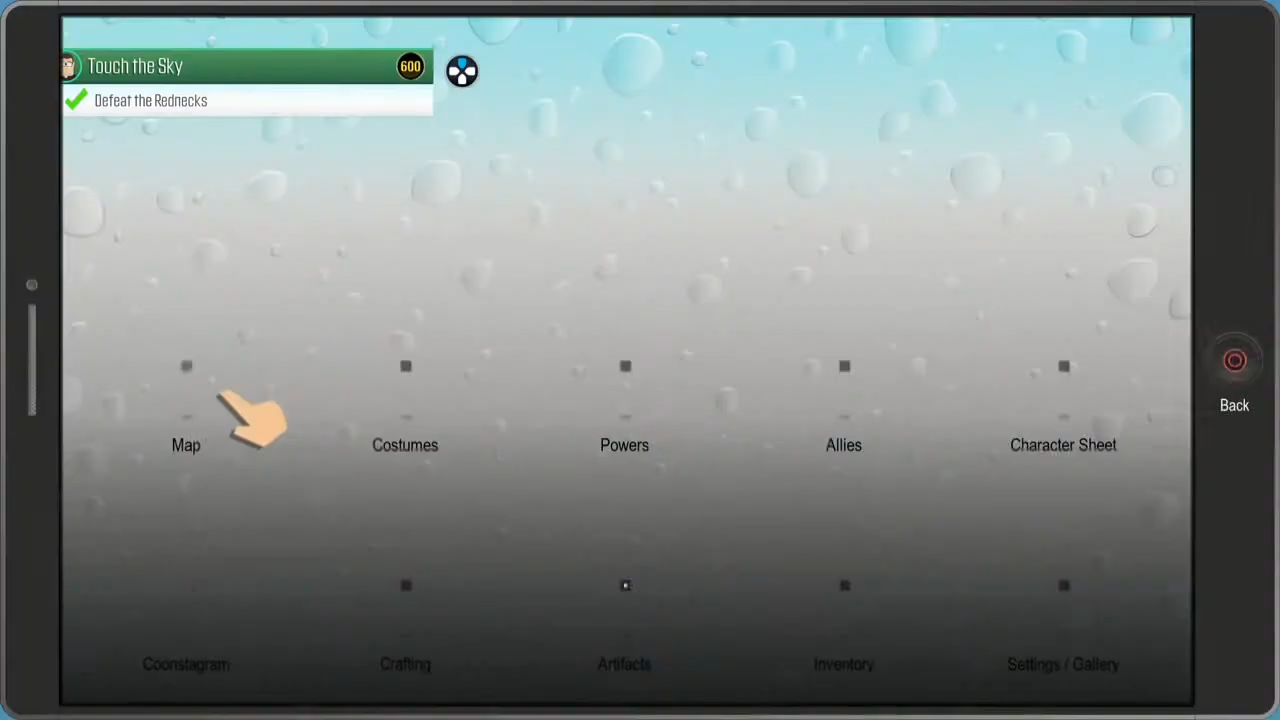 Touch the Sky 600
Defeat the Rednecks
Back
Map Costumes Powers Allies Character Sheet
Coonstagram Crafting Artifacts Inventory Settings / Gallery